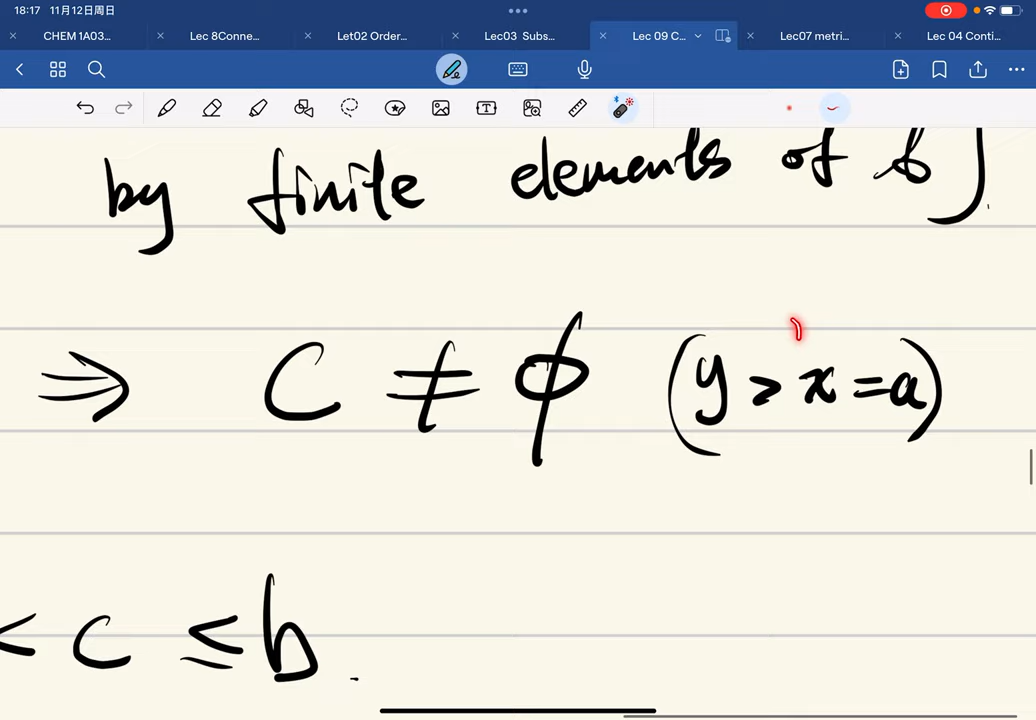 18:17 11月12日周日
CHEM 1A03... Lec 8Conne... Let02 Order... Lec03 Subs... Lec 09 C... Lec07 metri... Lec 04 Conti...
by finite elements of
⇒ C ≠ ϕ (y > x = a)
< c ≤ b.